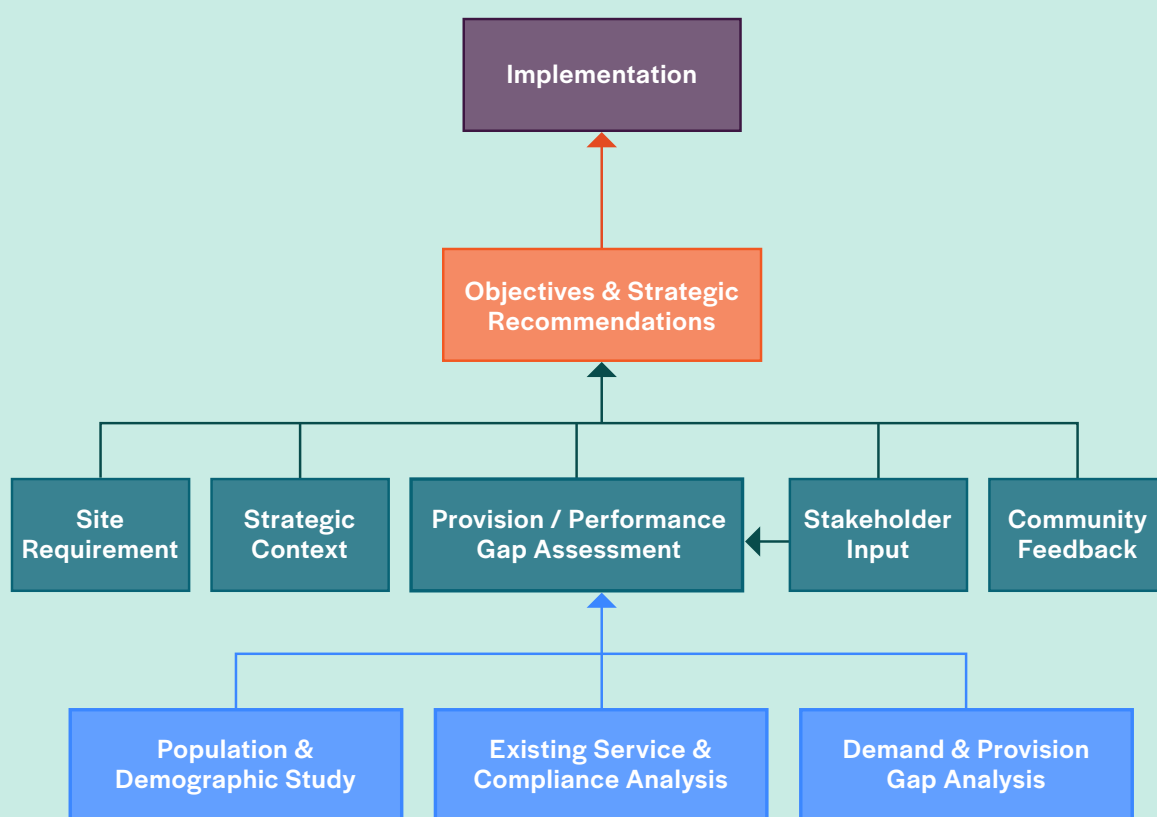 Implementation
Objectives & Strategic
Recommendations
Site
Requirement
Strategic
Context
Provision / Performance
Gap Assessment
Stakeholder
Input
Community
Feedback
Population &
Demographic Study
Existing Service &
Compliance Analysis
Demand & Provision
Gap Analysis